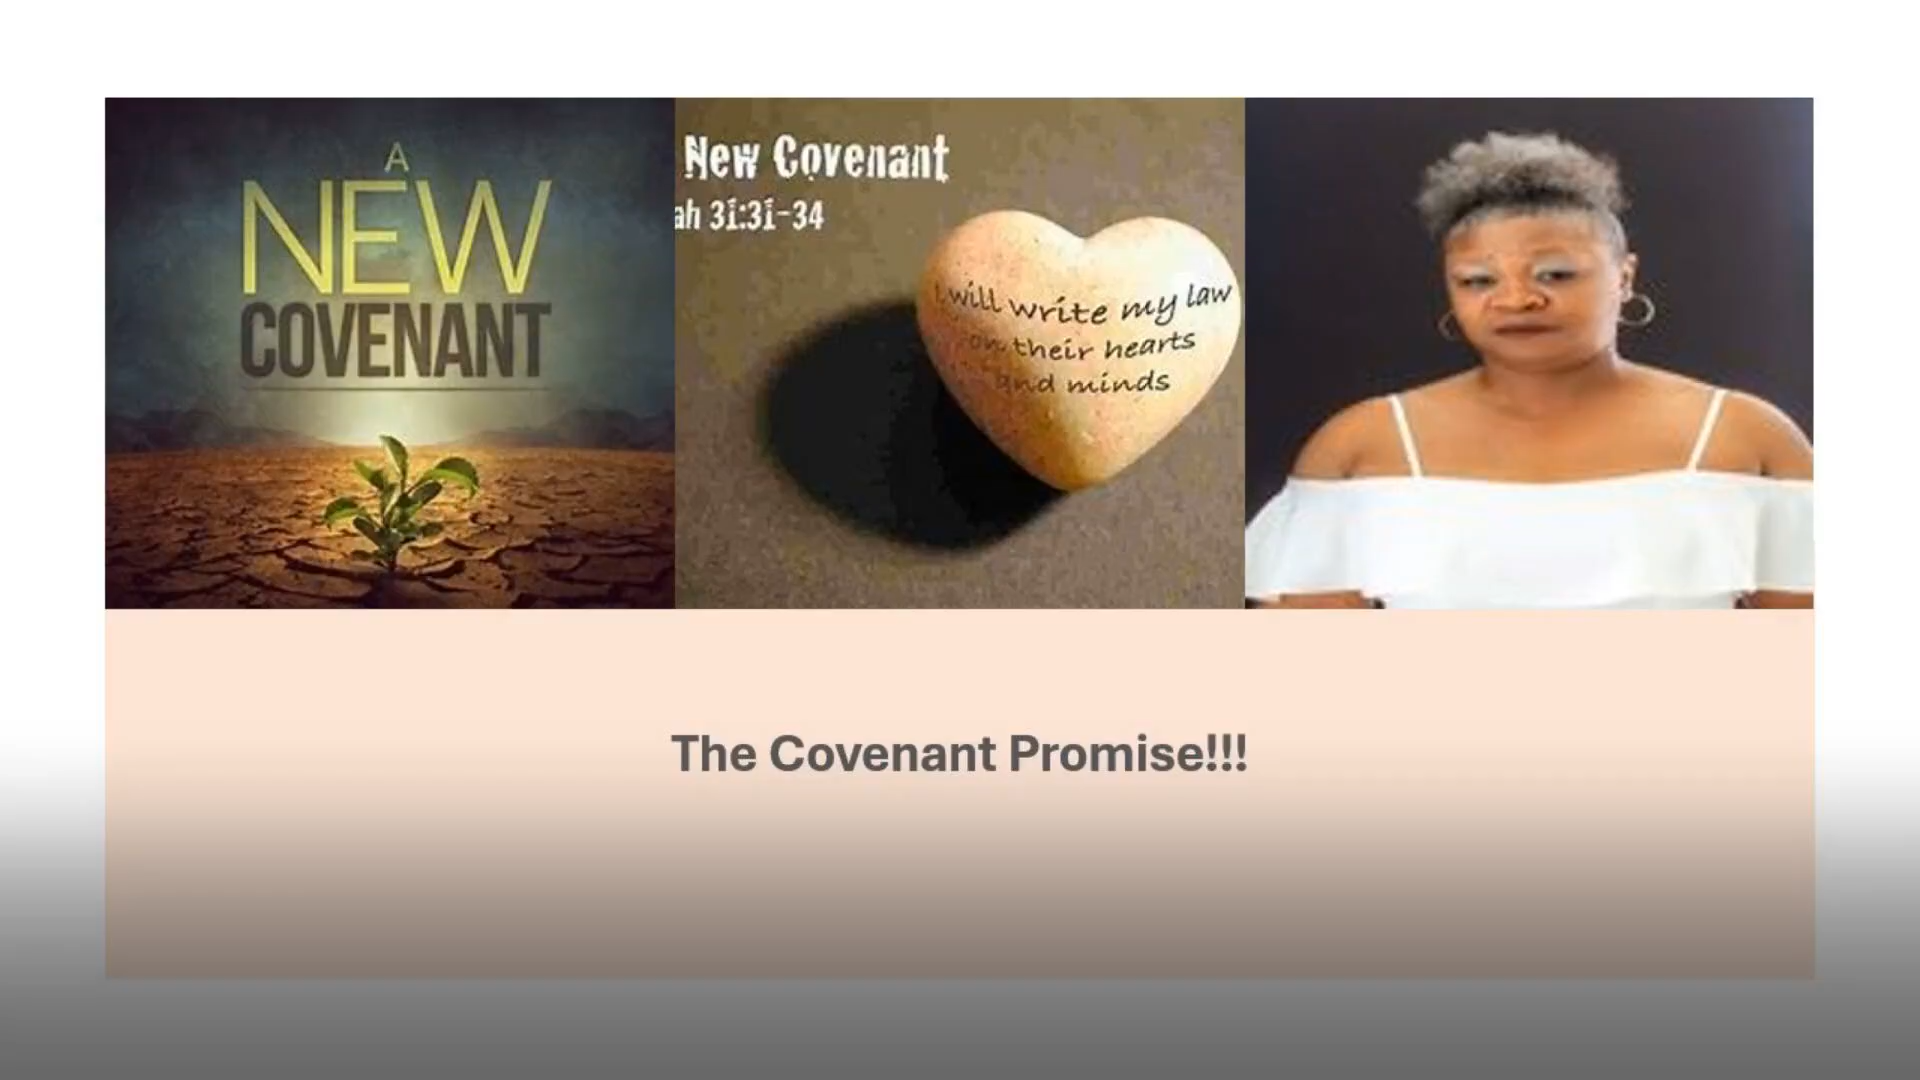 A
NEW
COVENANT
New Covenant
ah 31:31-34
I will write my law
on their hearts
and minds
The Covenant Promise!!!